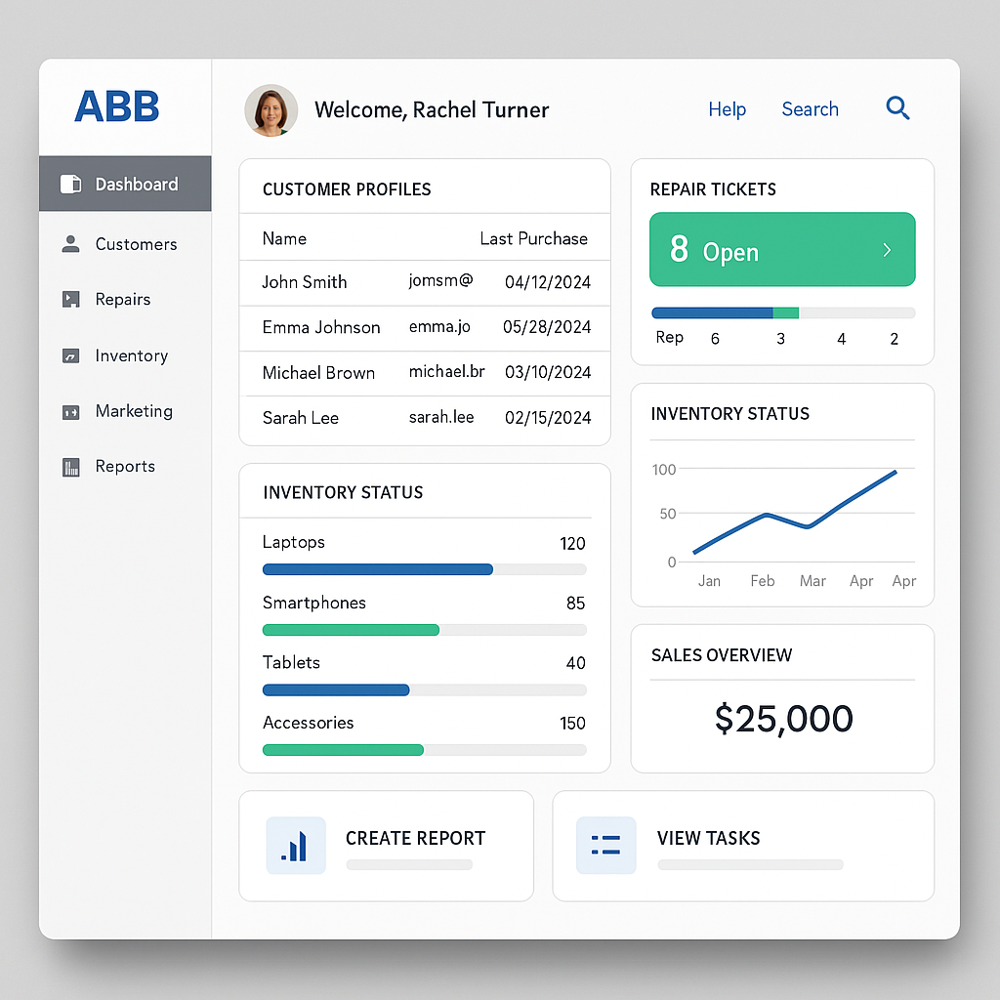 ABB
Welcome, Rachel Turner
Help Search
Dashboard
Customers
Repairs
Inventory
Marketing
Reports
CUSTOMER PROFILES
Name Last Purchase
John Smith jomsm@ 04/12/2024
Emma Johnson emma.jo 05/28/2024
Michael Brown michael.br 03/10/2024
Sarah Lee sarah.lee 02/15/2024
REPAIR TICKETS
8 Open
Rep 6 3 4 2
INVENTORY STATUS
Laptops 120
Smartphones 85
Tablets 40
Accessories 150
INVENTORY STATUS
100
50
0
Jan Feb Mar Apr Apr
SALES OVERVIEW
$25,000
CREATE REPORT
VIEW TASKS